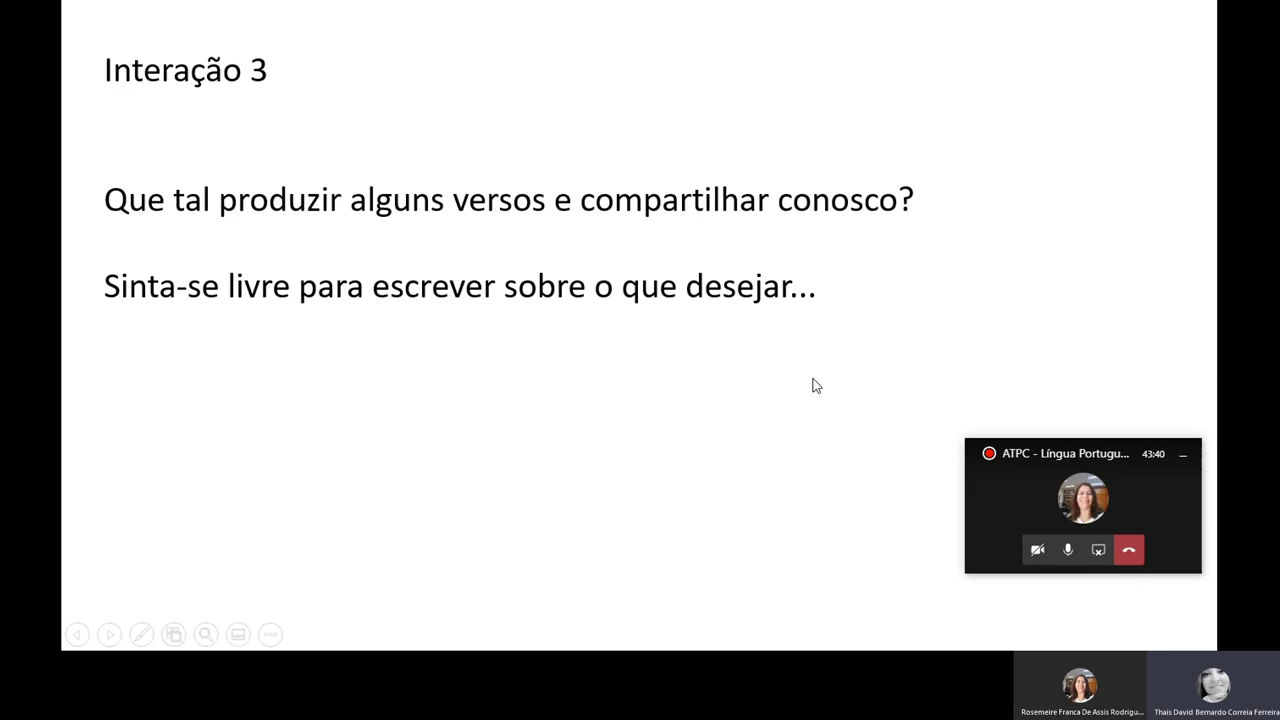 Interação 3
Que tal produzir alguns versos e compartilhar conosco?
Sinta-se livre para escrever sobre o que desejar...
ATPC - Língua Portugu... 43:40
Rosemeire Franca De Assis Rodrigu...
Thais David Bernardo Correia Ferreira